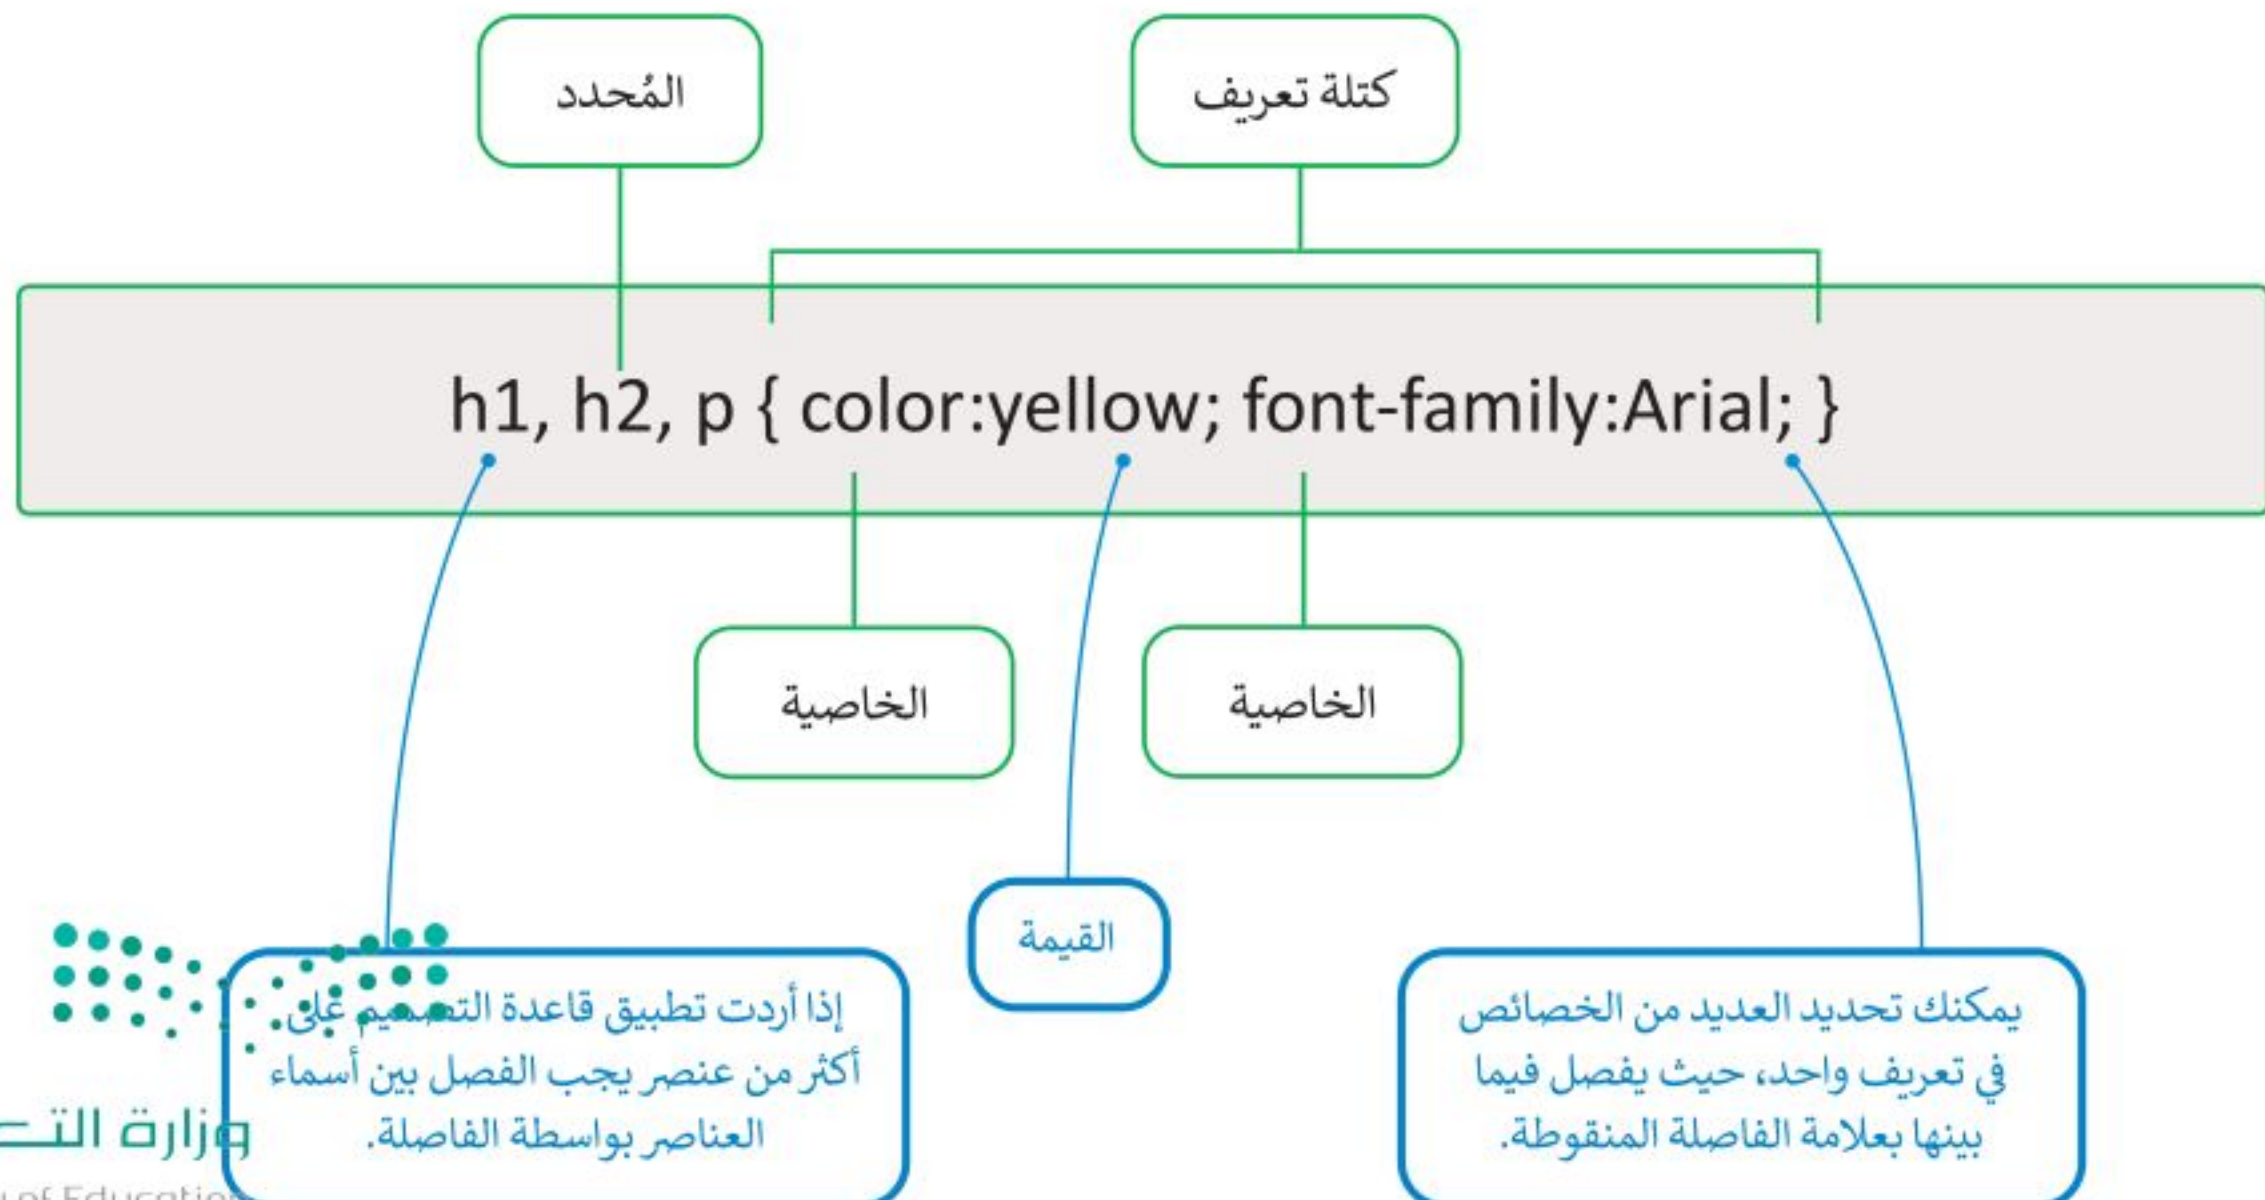 المُحدد
كتلة تعريف
h1, h2, p { color:yellow; font-family:Arial; }
الخاصية
الخاصية
القيمة
إذا أردت تطبيق قاعدة التصميم على
أكثر من عنصر يجب الفصل بين أسماء
العناصر بواسطة الفاصلة.
يمكنك تحديد العديد من الخصائص
في تعريف واحد، حيث يفصل فيما
بينها بعلامة الفاصلة المنقوطة.
وزارة
of Education